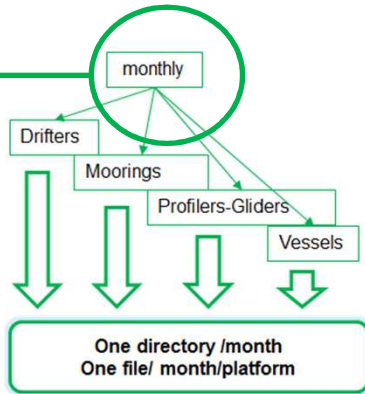 monthly
Drifters
Moorings
Profilers-Gliders
Vessels
One directory /month
One file/ month/platform